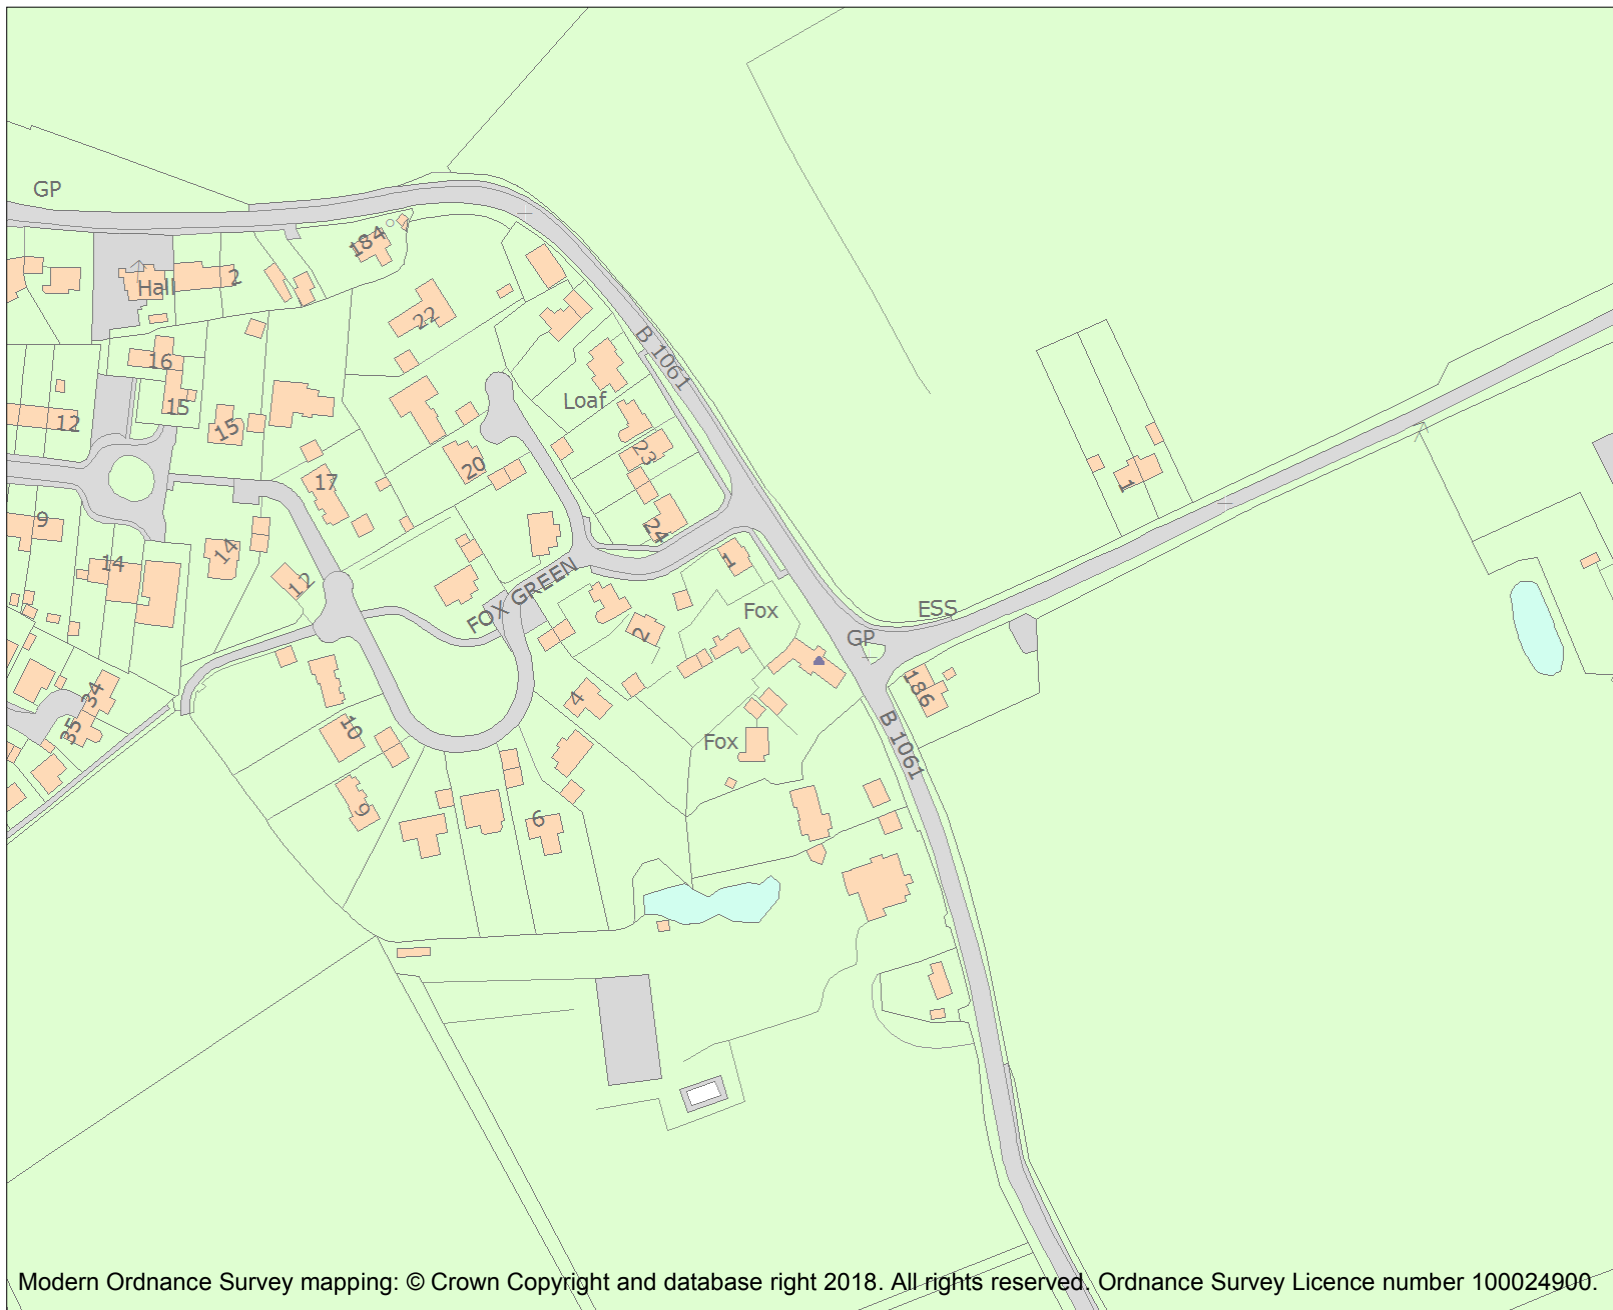 GP
184
Hall
2
22
B 1061
16
15
Loaf
12
15
23
20
17
9
24
14
14
1
12
1
FOX GREEN
2
Fox
ESS
GP
34
35
10
4
Fox
186
B 1061
9
6
Modern Ordnance Survey mapping: © Crown Copyright and database right 2018. All rights reserved. Ordnance Survey Licence number 100024900.